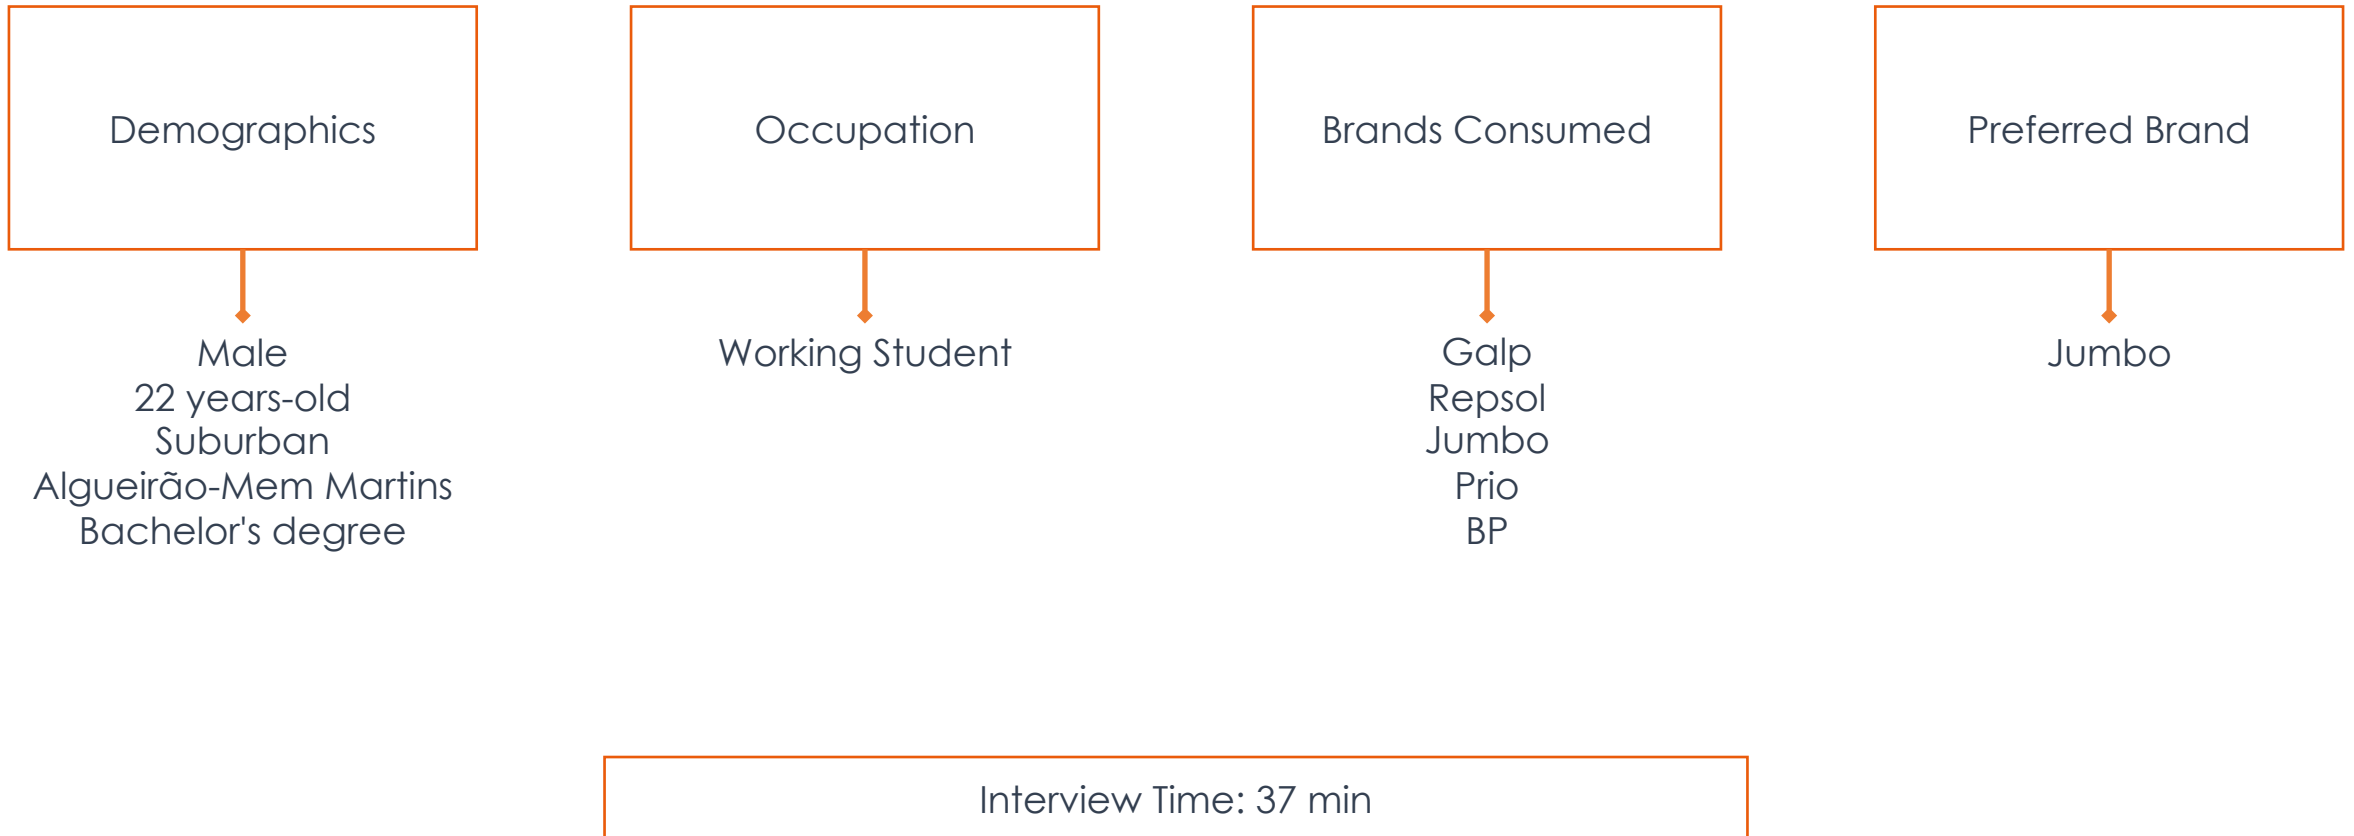 Demographics
Male
22 years-old
Suburban
Algueirão-Mem Martins
Bachelor's degree
Occupation
Working Student
Brands Consumed
Galp
Repsol
Jumbo
Prio
BP
Preferred Brand
Jumbo
Interview Time: 37 min